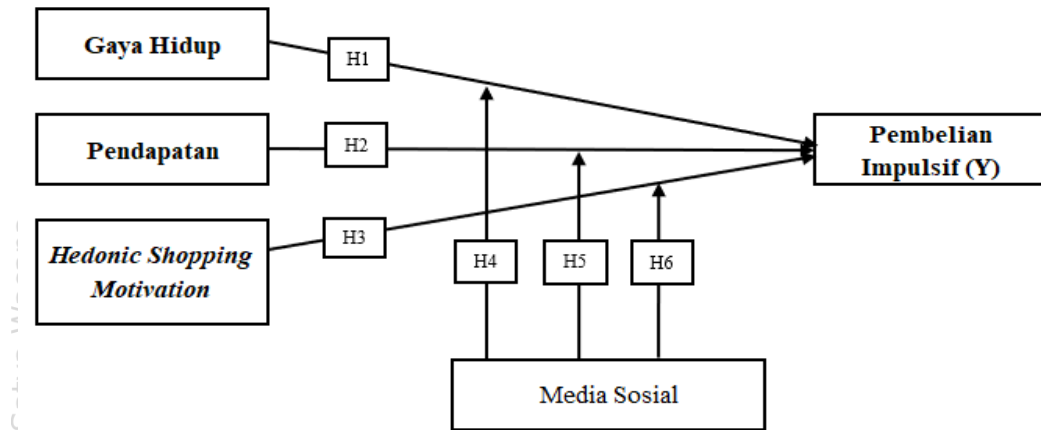 Gaya Hidup
H1
Pendapatan
H2
Pembelian
Impulsif (Y)
Hedonic Shopping
Motivation
H3
H4
H5
H6
Media Sosial